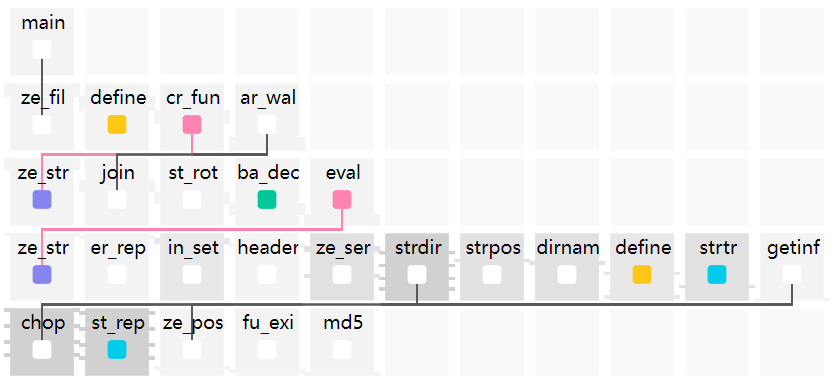 main
ze_fil define cr_fun ar_wal
ze_str join st_rot ba_dec eval
ze_str er_rep in_set header ze_ser strdir strpos dirnam define strtr getinf
chop st_rep ze_pos fu_exi md5